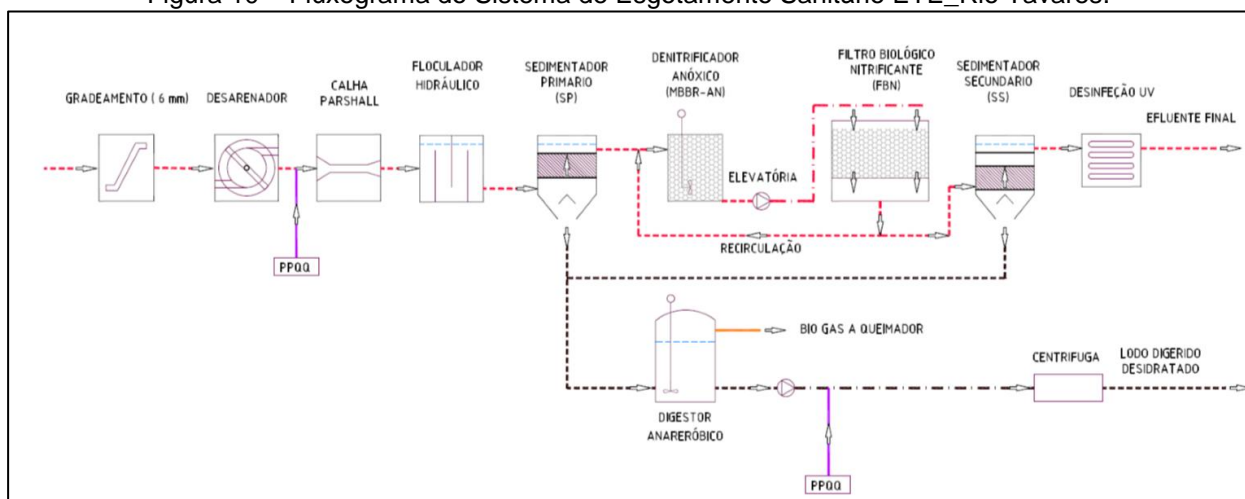 Figura 10 – Fluxograma do Sistema de Esgotamento Sanitário ETE_Rio Tavares.
GRADEAMENTO ( 6 mm)
DESARENADOR
CALHA
PARSHALL
FLOCULADOR
HIDRÁULICO
SEDIMENTADOR
PRIMARIO
(SP)
DENITRIFICADOR
ANÓXICO
(MBBR-AN)
FILTRO BIOLÓGICO
NITRIFICANTE
(FBN)
SEDIMENTADOR
SECUNDARIO
(SS)
DESINFEÇÃO UV
EFLUENTE FINAL
ELEVATÓRIA
RECIRCULAÇÃO
PPQQ
BIO GAS A QUEIMADOR
DIGESTOR
ANARERÓBICO
CENTRIFUGA
LODO DIGERIDO
DESIDRATADO
PPQQ